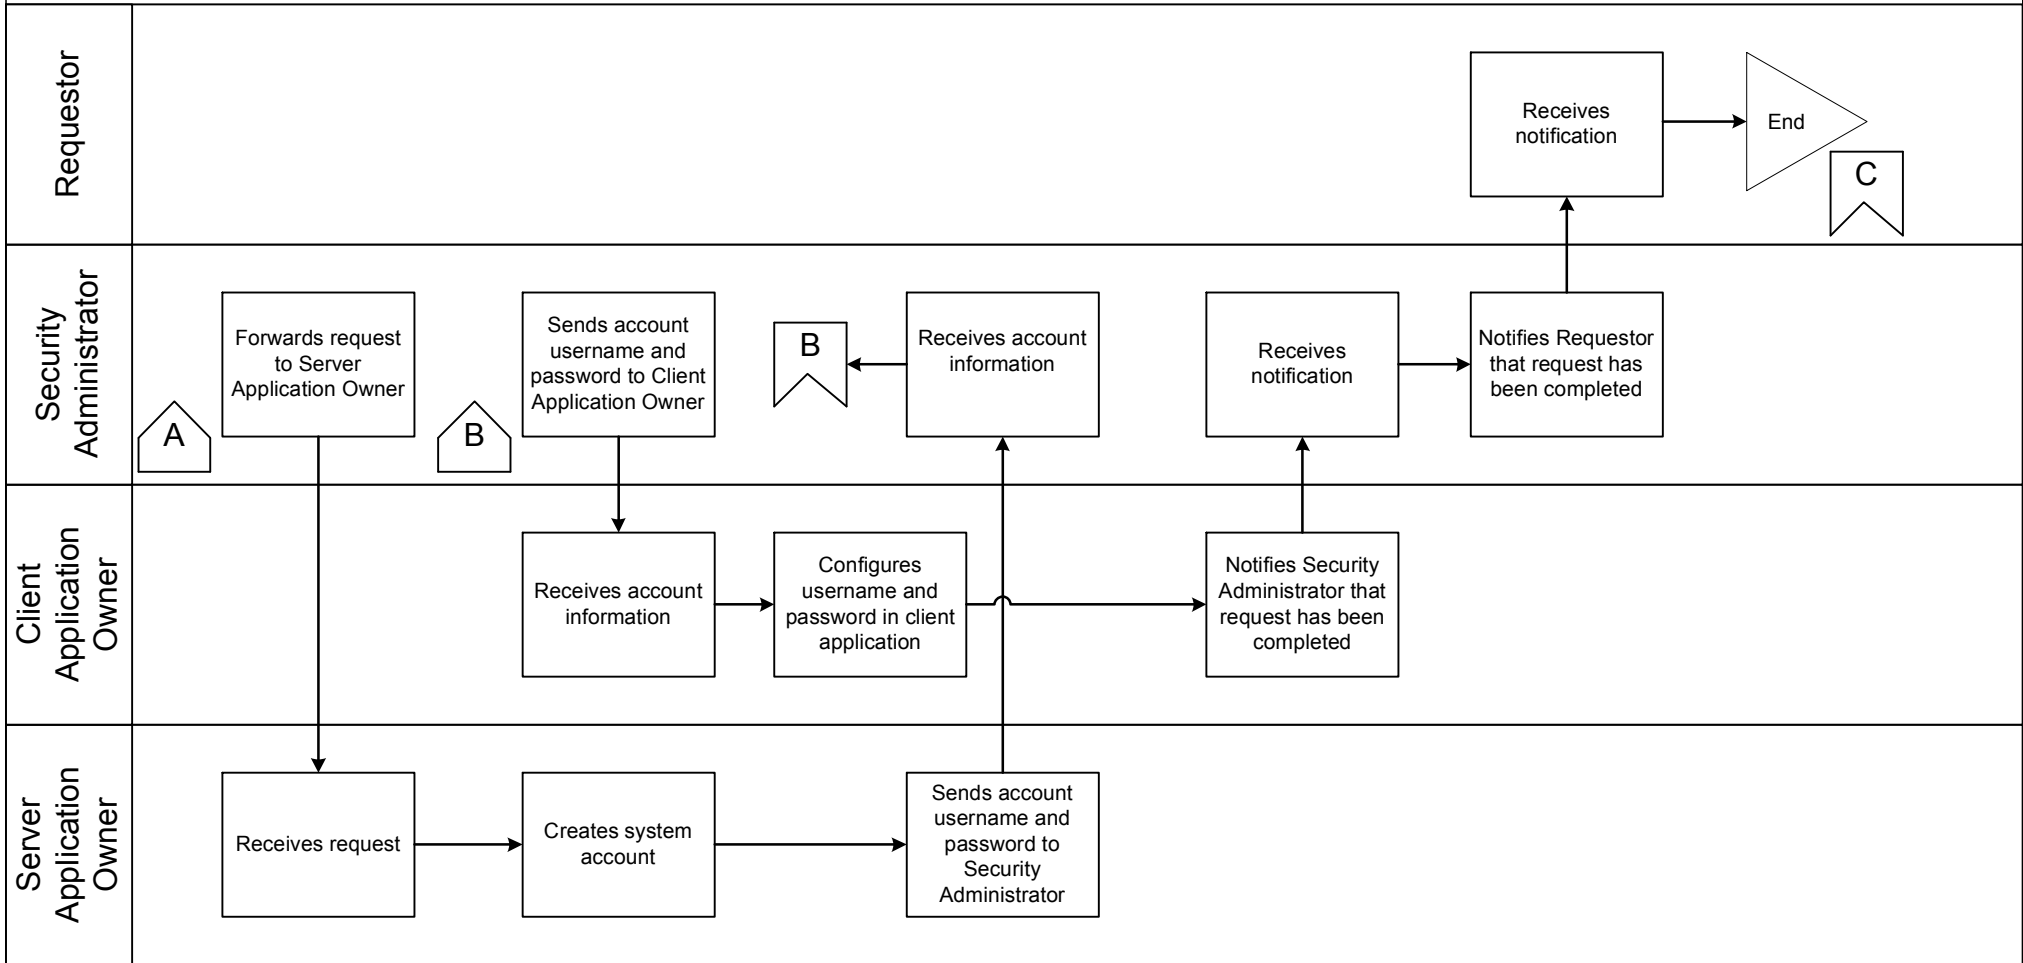 Requestor
Receives
notification
End
C
Security
Administrator
A
Forwards request
to Server
Application Owner
B
Sends account
username and
password to Client
Application Owner
B
Receives account
information
Receives
notification
Notifies Requestor
that request has
been completed
Client
Application
Owner
Receives account
information
Configures
username and
password in client
application
Notifies Security
Administrator that
request has been
completed
Server
Application
Owner
Receives request
Creates system
account
Sends account
username and
password to
Security
Administrator